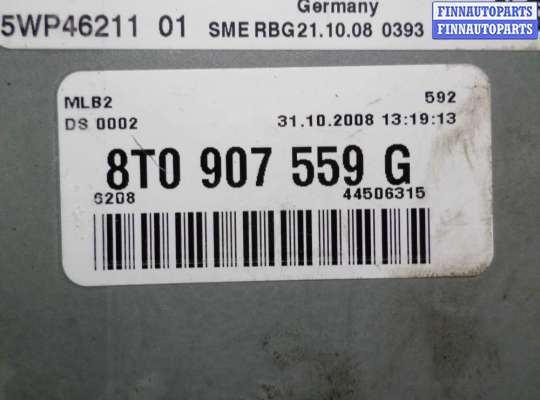 Germany
5WP46211 01 SME RBG21.10.08 0393
FINNAUTOPARTS
FINNAUTOPARTS
MLB2 592
DS 0002 31.10.2008 13:19:13
8T0 907 559 G
6208 44506315